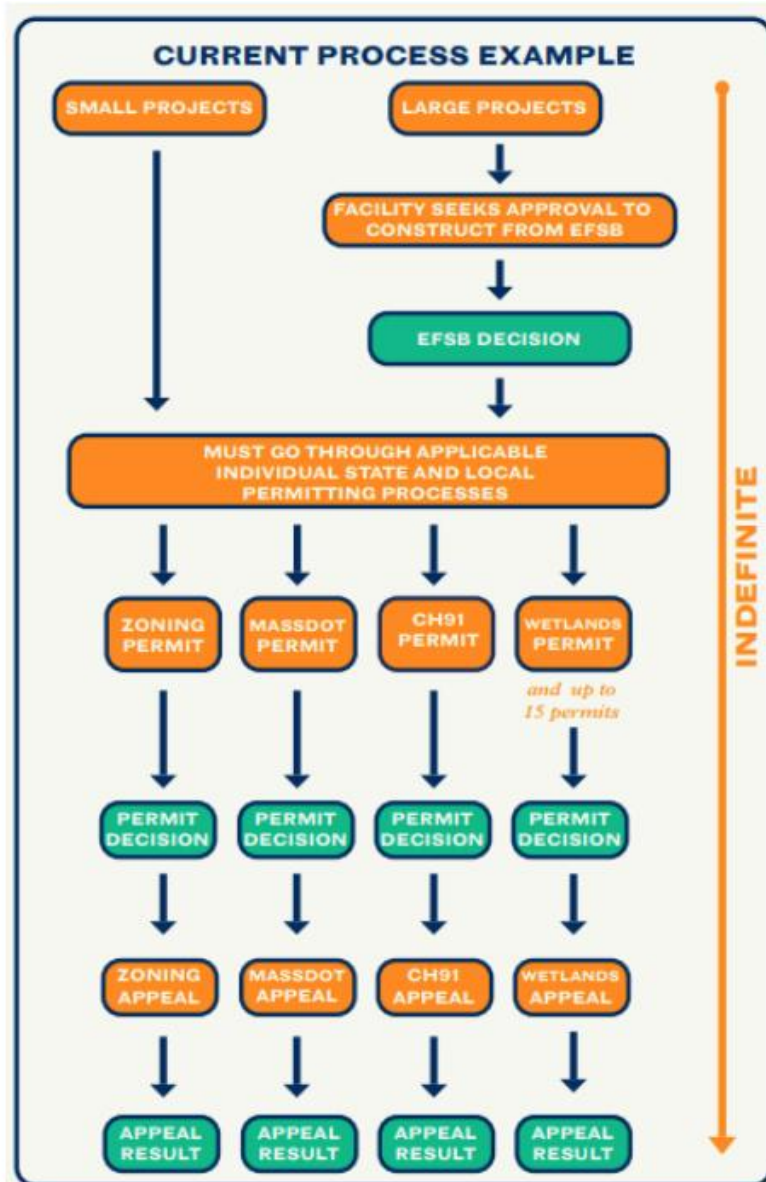 CURRENT PROCESS EXAMPLE
SMALL PROJECTS
LARGE PROJECTS
FACILITY SEEKS APPROVAL TO
CONSTRUCT FROM EFSB
EFSB DECISION
MUST GO THROUGH APPLICABLE
INDIVIDUAL STATE AND LOCAL
PERMITTING PROCESSES
ZONING
PERMIT
MASSDOT
PERMIT
CH91
PERMIT
WETLANDS
PERMIT
and up to
15 permits
PERMIT
DECISION
PERMIT
DECISION
PERMIT
DECISION
PERMIT
DECISION
ZONING
APPEAL
MASSDOT
APPEAL
CH91
APPEAL
WETLANDS
APPEAL
APPEAL
RESULT
APPEAL
RESULT
APPEAL
RESULT
APPEAL
RESULT
INDEFINITE